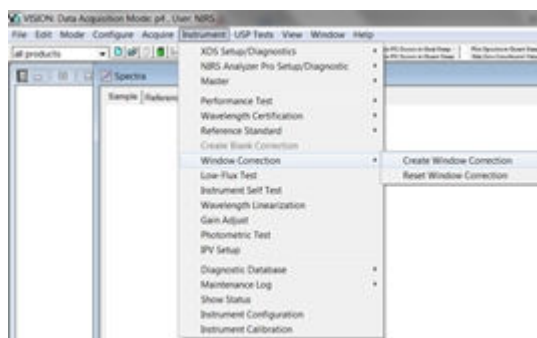 VISION: Data Acquisition Mode: p4, User: NIRS
File Edit Mode Configure Acquire Instrument USP Tests View Window Help
all products
Spectra
Sample Reference
XDS Setup/Diagnostics
NIRS Analyzer Pro Setup/Diagnostic
Master
Performance Test
Wavelength Certification
Reference Standard
Create Blank Correction
Window Correction
Create Window Correction
Reset Window Correction
Low-Flux Test
Instrument Self Test
Wavelength Linearization
Gain Adjust
Photometric Test
IPV Setup
Diagnostic Database
Maintenance Log
Show Status
Instrument Configuration
Instrument Calibration